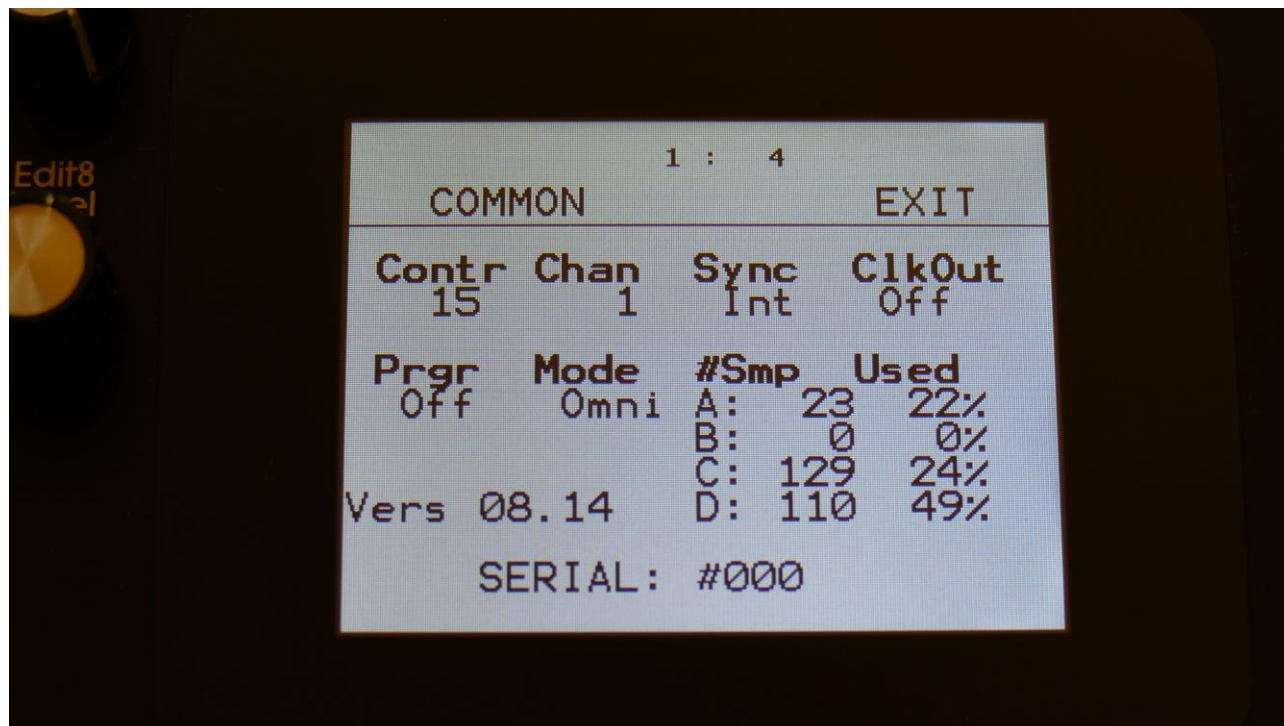 Edit8
1 : 4
COMMON EXIT
Contr Chan Sync ClkOut
15 1 Int Off
Prgr Mode #Smp Used
Off Omni A: 23 22%
B: 0 0%
C: 129 24%
Vers 08.14 D: 110 49%
SERIAL: #000